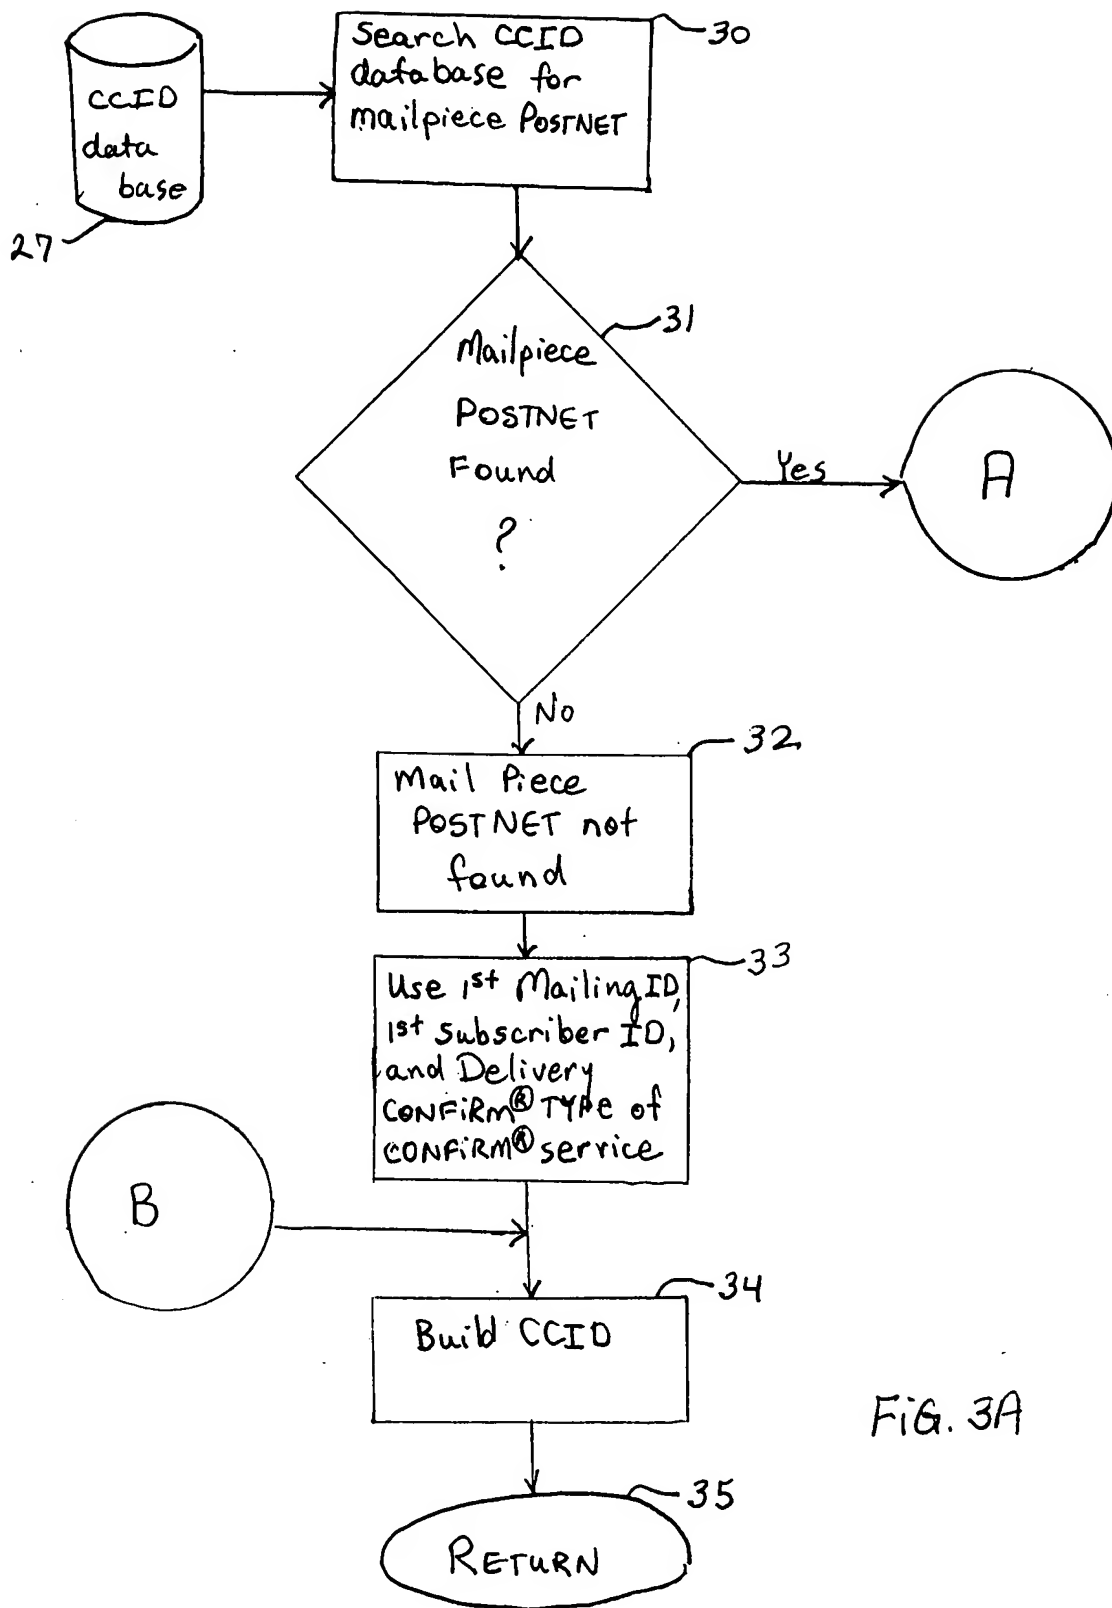 CCID
data
base
27
Search CCID
database for
mailpiece POSTNET
30
31
Mailpiece
POSTNET
Found
?
Yes
A
No
32
Mail Piece
POSTNET not
found
33
Use 1st Mailing ID,
1st Subscriber ID,
and Delivery
CONFIRM® TYPE of
CONFIRM® service
B
34
Build CCID
35
RETURN
FIG. 3A